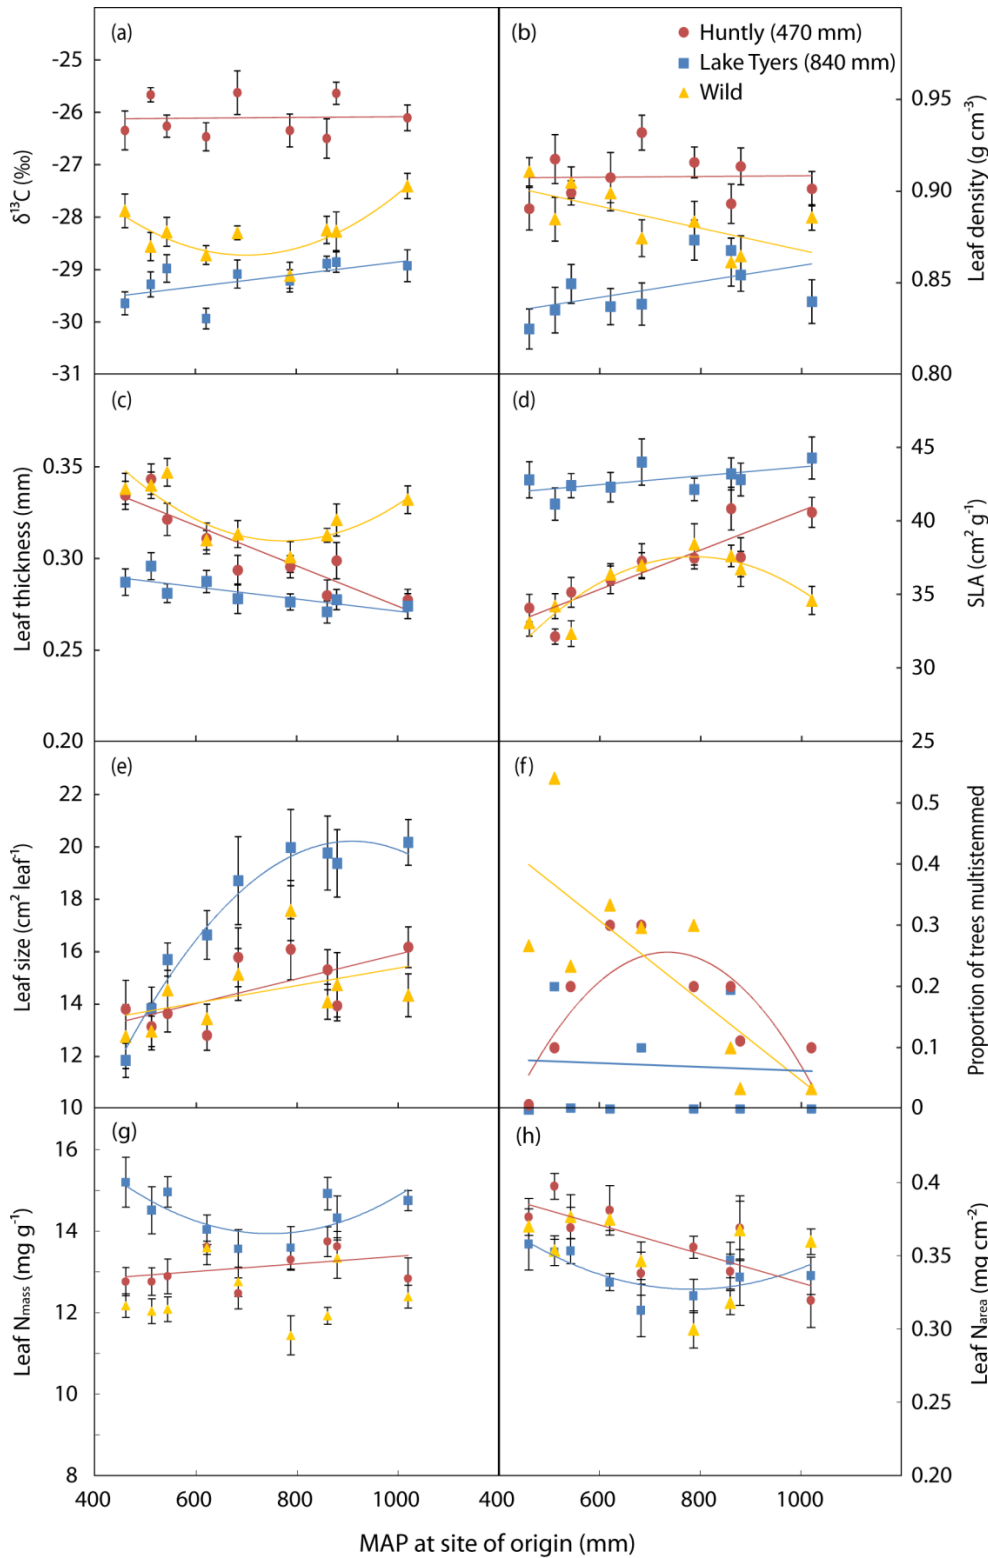 (a)
(b)
Huntly (470 mm)
Lake Tyers (840 mm)
Wild
-25
-26
-27
-28
-29
-30
-31
δ¹³C (‰)
0.95
0.90
0.85
0.80
Leaf density (g cm⁻³)
(c)
(d)
0.35
0.30
0.25
0.20
Leaf thickness (mm)
45
40
35
30
25
SLA (cm² g⁻¹)
(e)
(f)
22
20
18
16
14
12
10
Leaf size (cm² leaf⁻¹)
0.5
0.4
0.3
0.2
0.1
0
Proportion of trees multistemmed
(g)
(h)
16
14
12
10
8
Leaf Nmass (mg g⁻¹)
0.4
0.35
0.30
0.25
0.20
Leaf Narea (mg cm⁻²)
400 600 800 1000 400 600 800 1000
MAP at site of origin (mm)